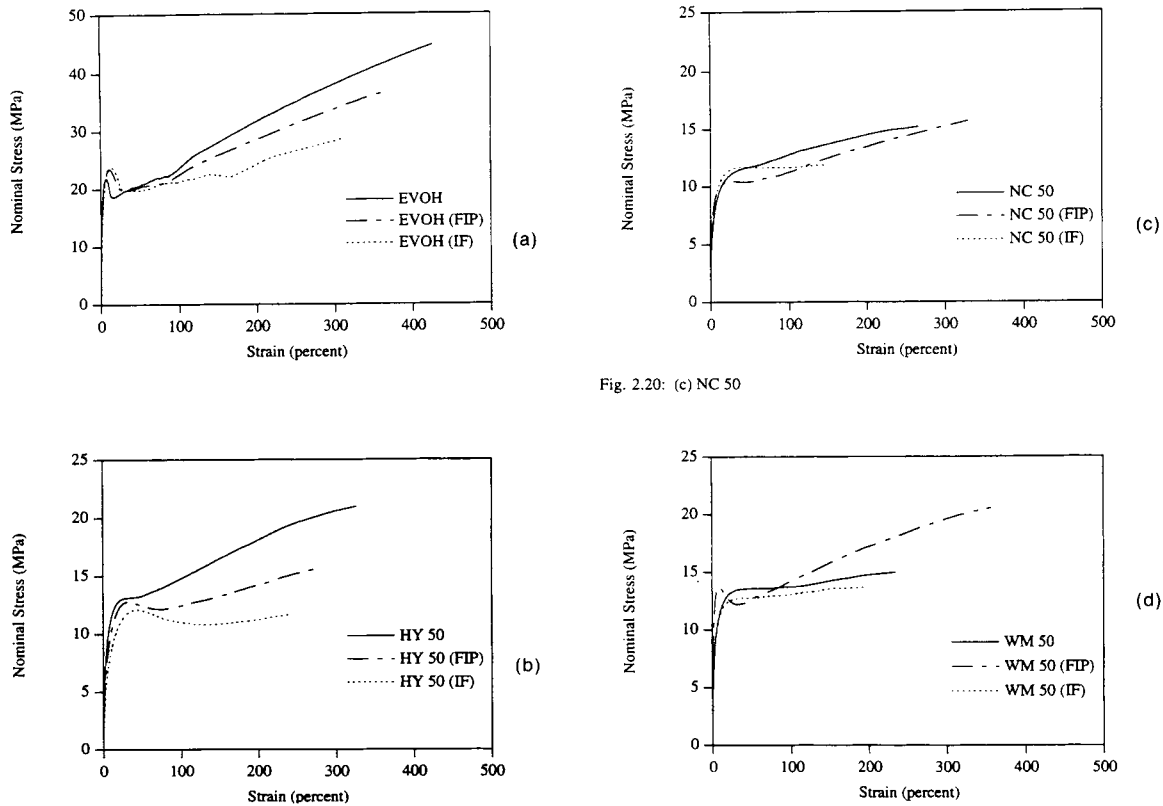 50
40
30
20
10
0
Nominal Stress (MPa)
EVOH
EVOH (FIP)
EVOH (IF)
(a)
0 100 200 300 400 500
Strain (percent)
25
20
15
10
5
0
Nominal Stress (MPa)
NC 50
NC 50 (FIP)
NC 50 (IF)
(c)
0 100 200 300 400 500
Strain (percent)
Fig. 2.20: (c) NC 50
25
20
15
10
5
0
Nominal Stress (MPa)
HY 50
HY 50 (FIP)
HY 50 (IF)
(b)
0 100 200 300 400 500
Strain (percent)
25
20
15
10
5
0
Nominal Stress (MPa)
WM 50
WM 50 (FIP)
WM 50 (IF)
(d)
0 100 200 300 400 500
Strain (percent)